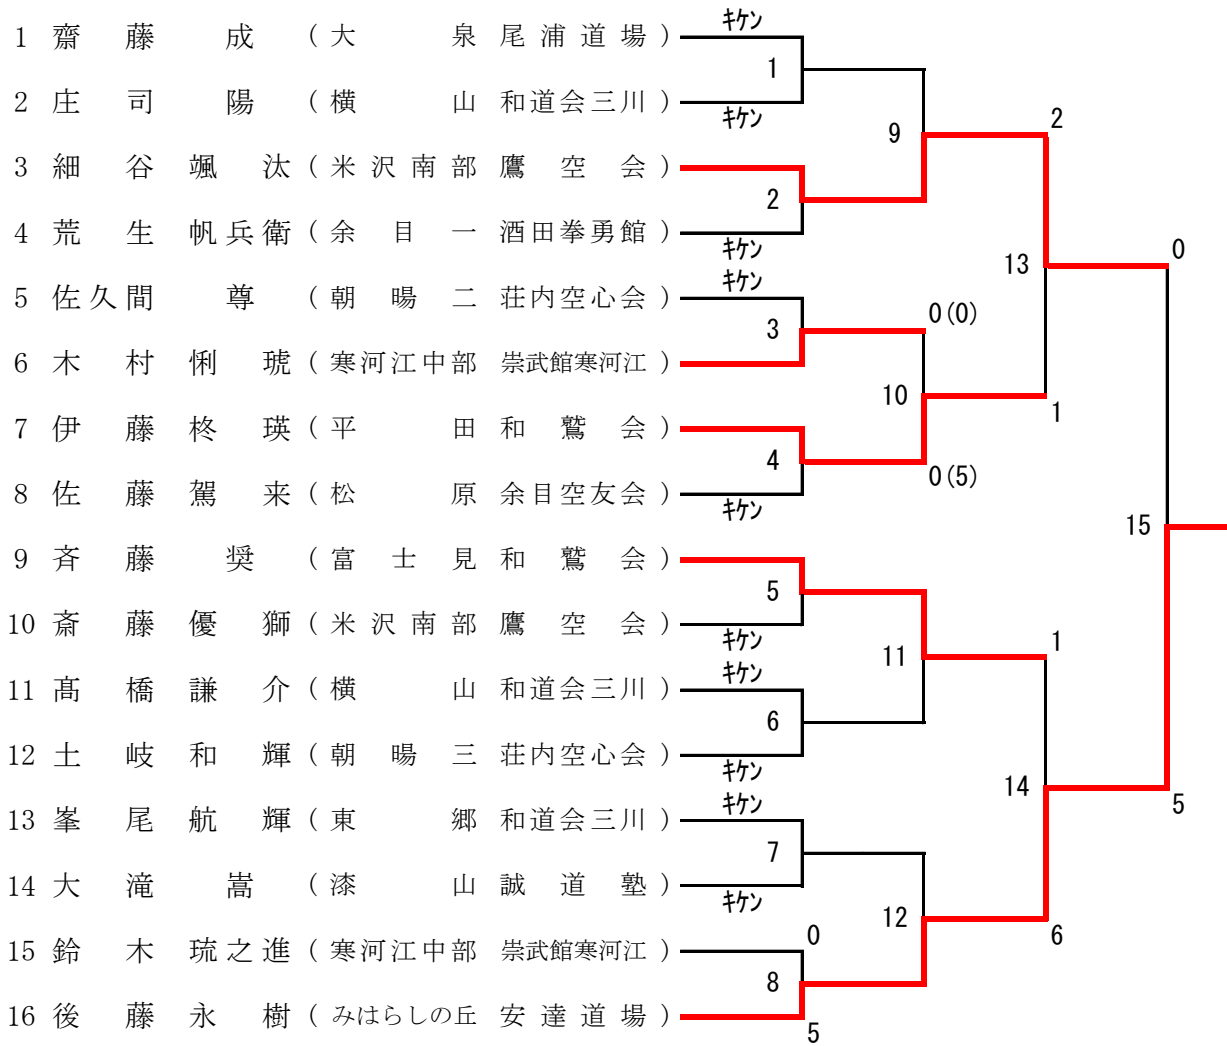 キケン
1 齋藤 成 (大泉 尾浦道場)
1
2 庄司 陽 (横山 和道会三川)
キケン
9
2
3 細谷颯汰 (米沢南部 鷹空会)
2
4 荒生帆兵衛 (余目一 酒田拳勇館)
キケン
13
0
キケン
5 佐久間 尊 (朝暘二 荘内空心会)
3
0(0)
6 木村悧琥 (寒河江中部 崇武館寒河江)
10
1
7 伊藤柊瑛 (平田 和鷲会)
4
0(5)
8 佐藤駕来 (松原 余目空友会)
キケン
15
9 斉藤 奨 (富士見 和鷲会)
5
10 斎藤優獅 (米沢南部 鷹空会)
キケン
11
1
キケン
11 髙橋謙介 (横山 和道会三川)
6
12 土岐和輝 (朝暘三 荘内空心会)
キケン
14
5
キケン
13 峯尾航輝 (東郷 和道会三川)
7
14 大滝 嵩 (漆山 誠道塾)
キケン
12
6
0
15 鈴木琉之進 (寒河江中部 崇武館寒河江)
8
16 後藤永樹 (みはらしの丘 安達道場)
5